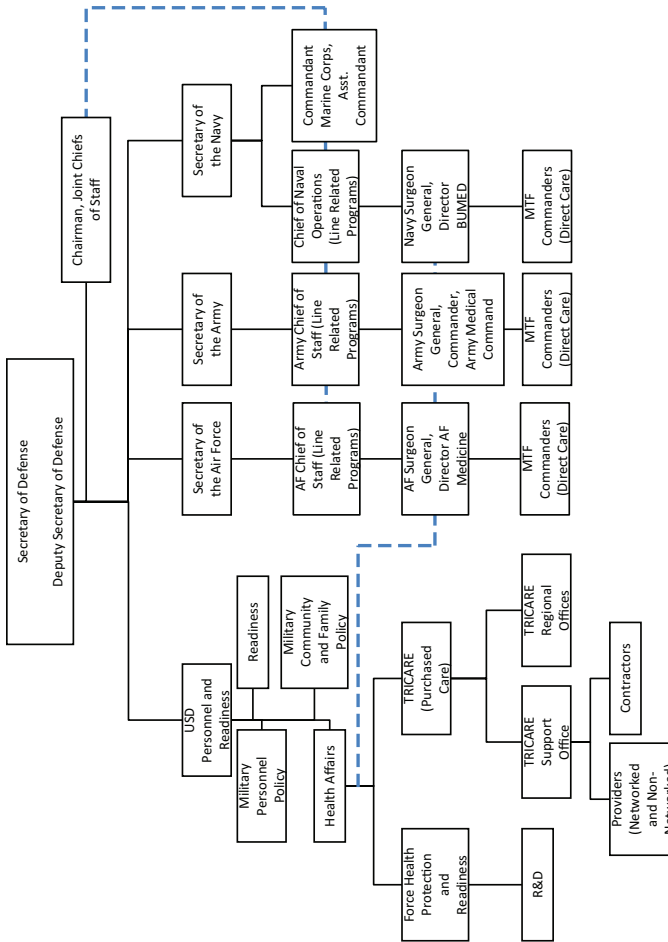 Secretary of Defense
Deputy Secretary of Defense
Chairman, Joint Chiefs
of Staff
USD
Personnel and
Readiness
Secretary of
the Air Force
Secretary of
the Army
Secretary of
the Navy
Military
Personnel
Policy
Readiness
Health Affairs
Military
Community
and Family
Policy
AF Chief of
Staff (Line
Related
Programs)
Army Chief of
Staff (Line
Related
Programs)
Chief of Naval
Operations
(Line Related
Programs)
Commandant
Marine Corps,
Asst.
Commandant
Force Health
Protection
and
Readiness
TRICARE
(Purchased
Care)
AF Surgeon
General,
Director AF
Medicine
Army Surgeon
General,
Commander,
Army Medical
Command
Navy Surgeon
General,
Director
BUMED
R&D
TRICARE
Support
Office
TRICARE
Regional
Offices
MTF
Commanders
(Direct Care)
MTF
Commanders
(Direct Care)
MTF
Commanders
(Direct Care)
Providers
(Networked
and Non-
Networked)
Contractors